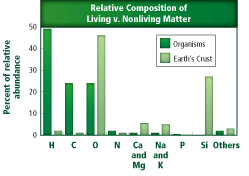 Relative Composition of
Living v. Nonliving Matter
Percent of relative
abundance
50
40
30
20
10
0
Organisms
Earth's Crust
H C O N Ca Na P Si Others
and and
Mg K